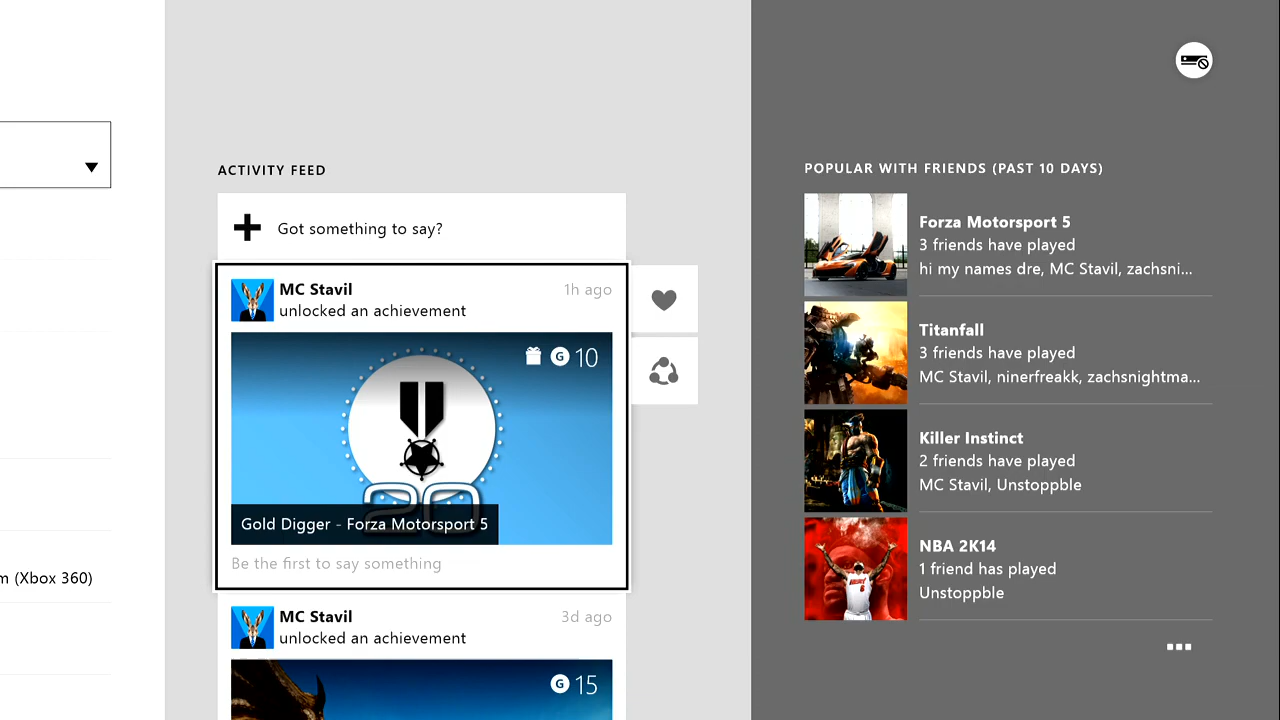 m (Xbox 360)
ACTIVITY FEED
Got something to say?
MC Stavil
1h ago
unlocked an achievement
G 10
20
Gold Digger - Forza Motorsport 5
Be the first to say something
MC Stavil
3d ago
unlocked an achievement
G 15
POPULAR WITH FRIENDS (PAST 10 DAYS)
Forza Motorsport 5
3 friends have played
hi my names dre, MC Stavil, zachsni...
Titanfall
3 friends have played
MC Stavil, ninerfreakk, zachsnightma...
Killer Instinct
2 friends have played
MC Stavil, Unstoppble
NBA 2K14
1 friend has played
Unstoppble